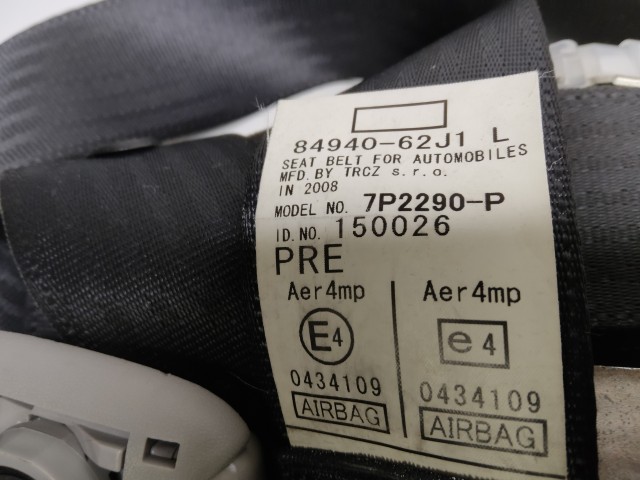 84940-62J1 L
SEAT BELT FOR AUTOMOBILES
MFD. BY TRCZ s.r.o.
IN 2008
MODEL NO. 7P2290-P
ID.NO. 150026
PRE
Aer4mp
E4
0434109
AIRBAG
Aer4mp
e4
0434109
AIRBAG